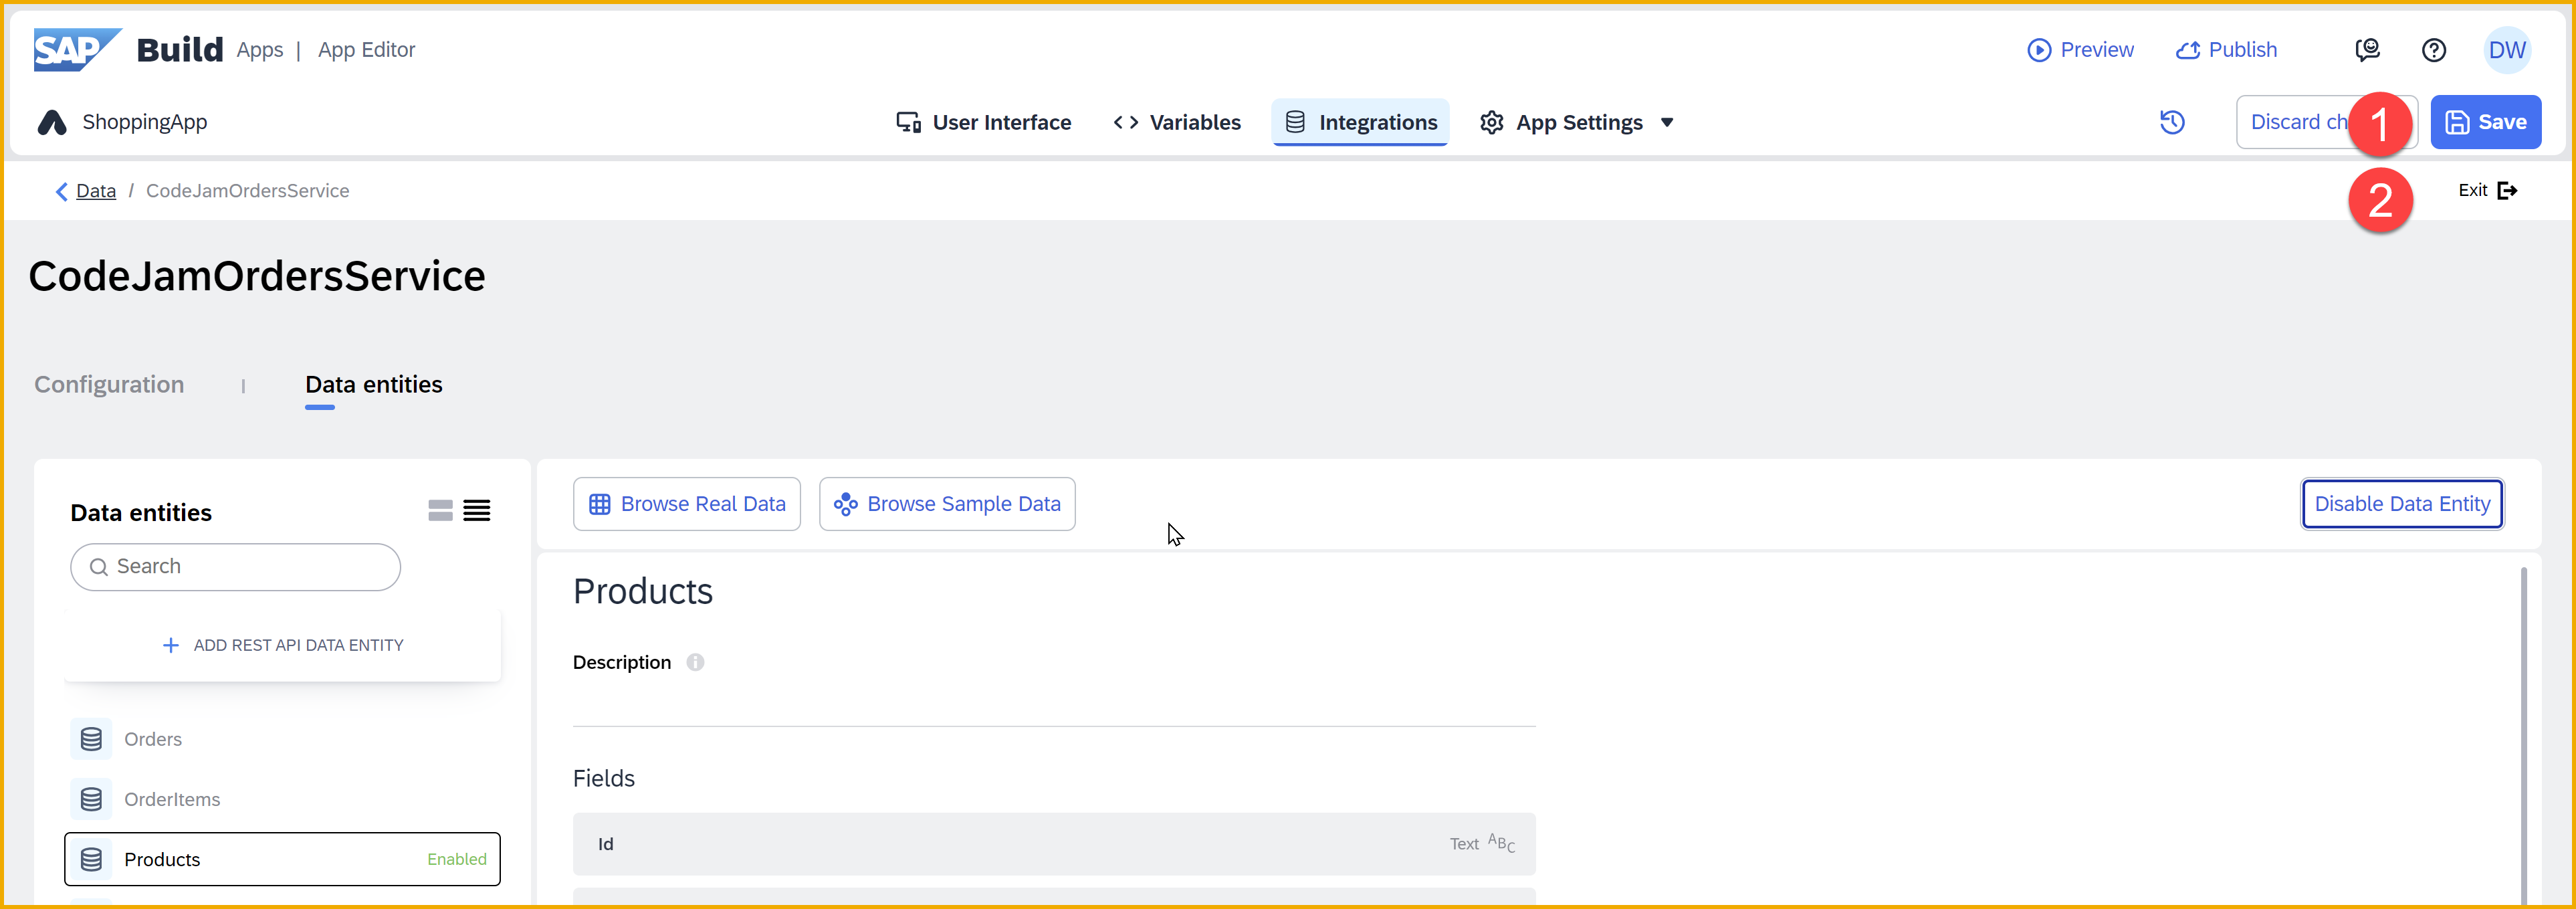 SAP Build Apps | App Editor Preview Publish DW
ShoppingApp User Interface <> Variables Integrations App Settings Discard ch 1 Save
Data / CodeJamOrdersService 2 Exit
CodeJamOrdersService
Configuration | Data entities
Data entities Browse Real Data Browse Sample Data Disable Data Entity
Search
Products
+ ADD REST API DATA ENTITY
Description
Orders
Fields
OrderItems
Id Text ABC
Products Enabled